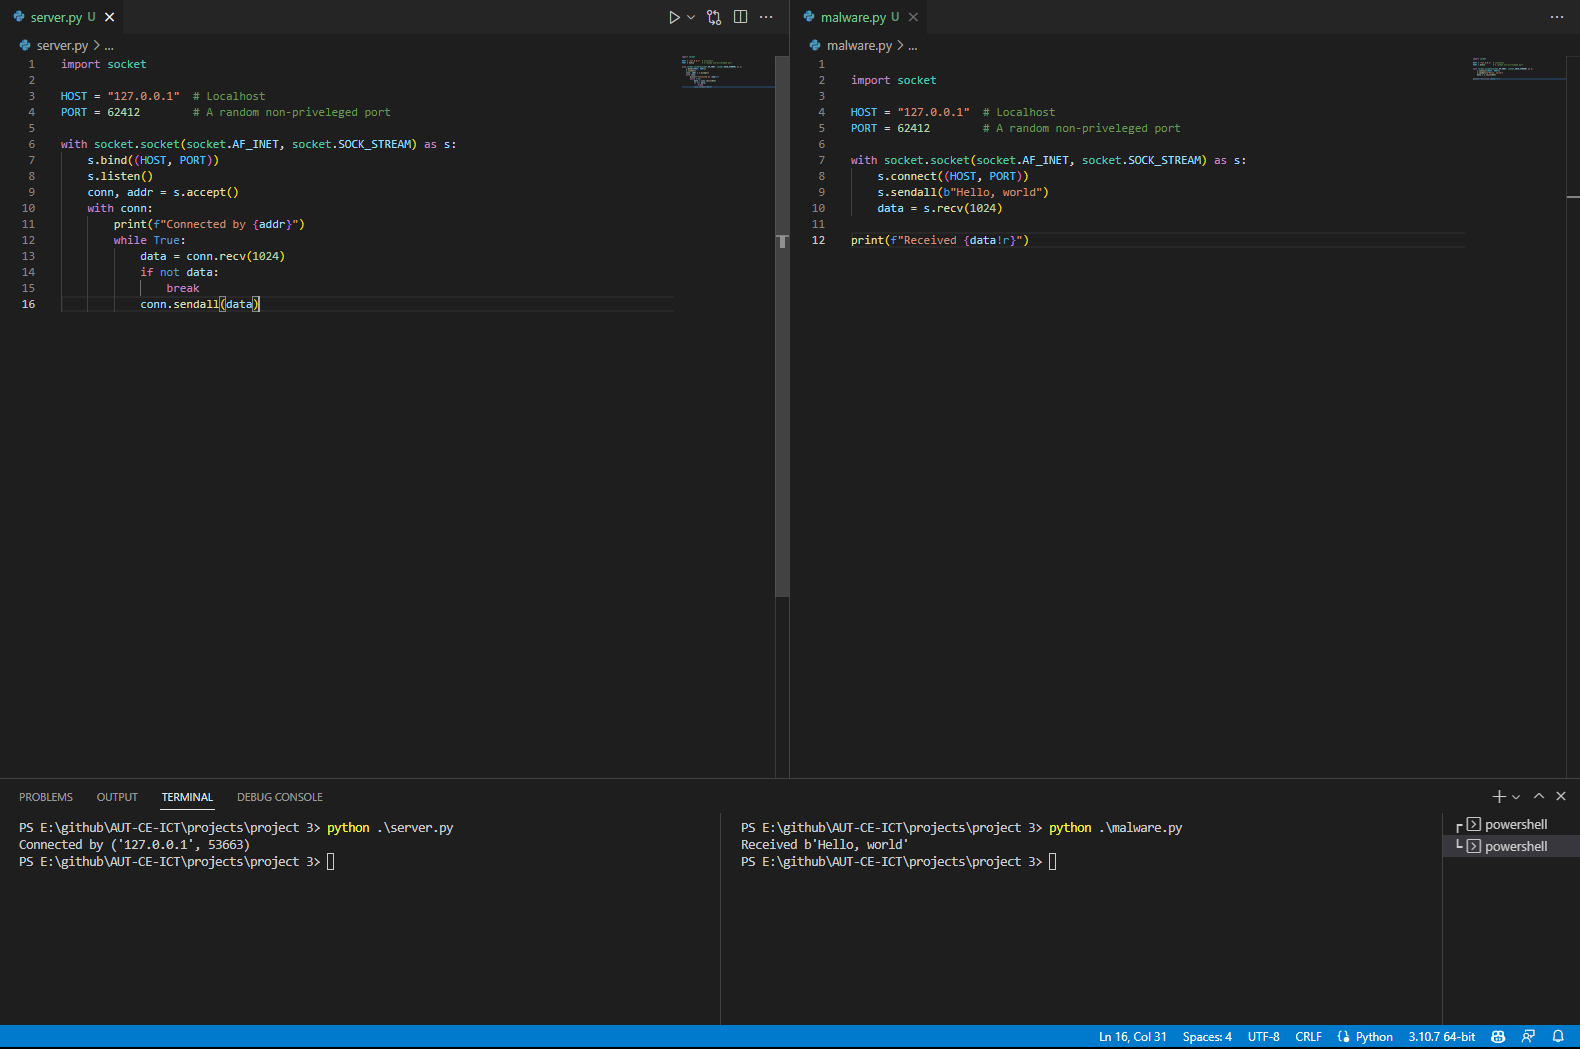 server.py U
server.py > ...
1 import socket
2
3 HOST = "127.0.0.1"  # Localhost
4 PORT = 62412        # A random non-priveleged port
5
6 with socket.socket(socket.AF_INET, socket.SOCK_STREAM) as s:
7     s.bind((HOST, PORT))
8     s.listen()
9     conn, addr = s.accept()
10     with conn:
11         print(f"Connected by {addr}")
12         while True:
13             data = conn.recv(1024)
14             if not data:
15                 break
16             conn.sendall(data)
malware.py U
malware.py > ...
1
2 import socket
3
4 HOST = "127.0.0.1"  # Localhost
5 PORT = 62412        # A random non-priveleged port
6
7 with socket.socket(socket.AF_INET, socket.SOCK_STREAM) as s:
8     s.connect((HOST, PORT))
9     s.sendall(b"Hello, world")
10     data = s.recv(1024)
11
12 print(f"Received {data!r}")
PROBLEMS OUTPUT TERMINAL DEBUG CONSOLE
PS E:\github\AUT-CE-ICT\projects\project 3> python .\server.py
Connected by ('127.0.0.1', 53663)
PS E:\github\AUT-CE-ICT\projects\project 3>
PS E:\github\AUT-CE-ICT\projects\project 3> python .\malware.py
Received b'Hello, world'
PS E:\github\AUT-CE-ICT\projects\project 3>
powershell
powershell
Ln 16, Col 31 Spaces: 4 UTF-8 CRLF Python 3.10.7 64-bit